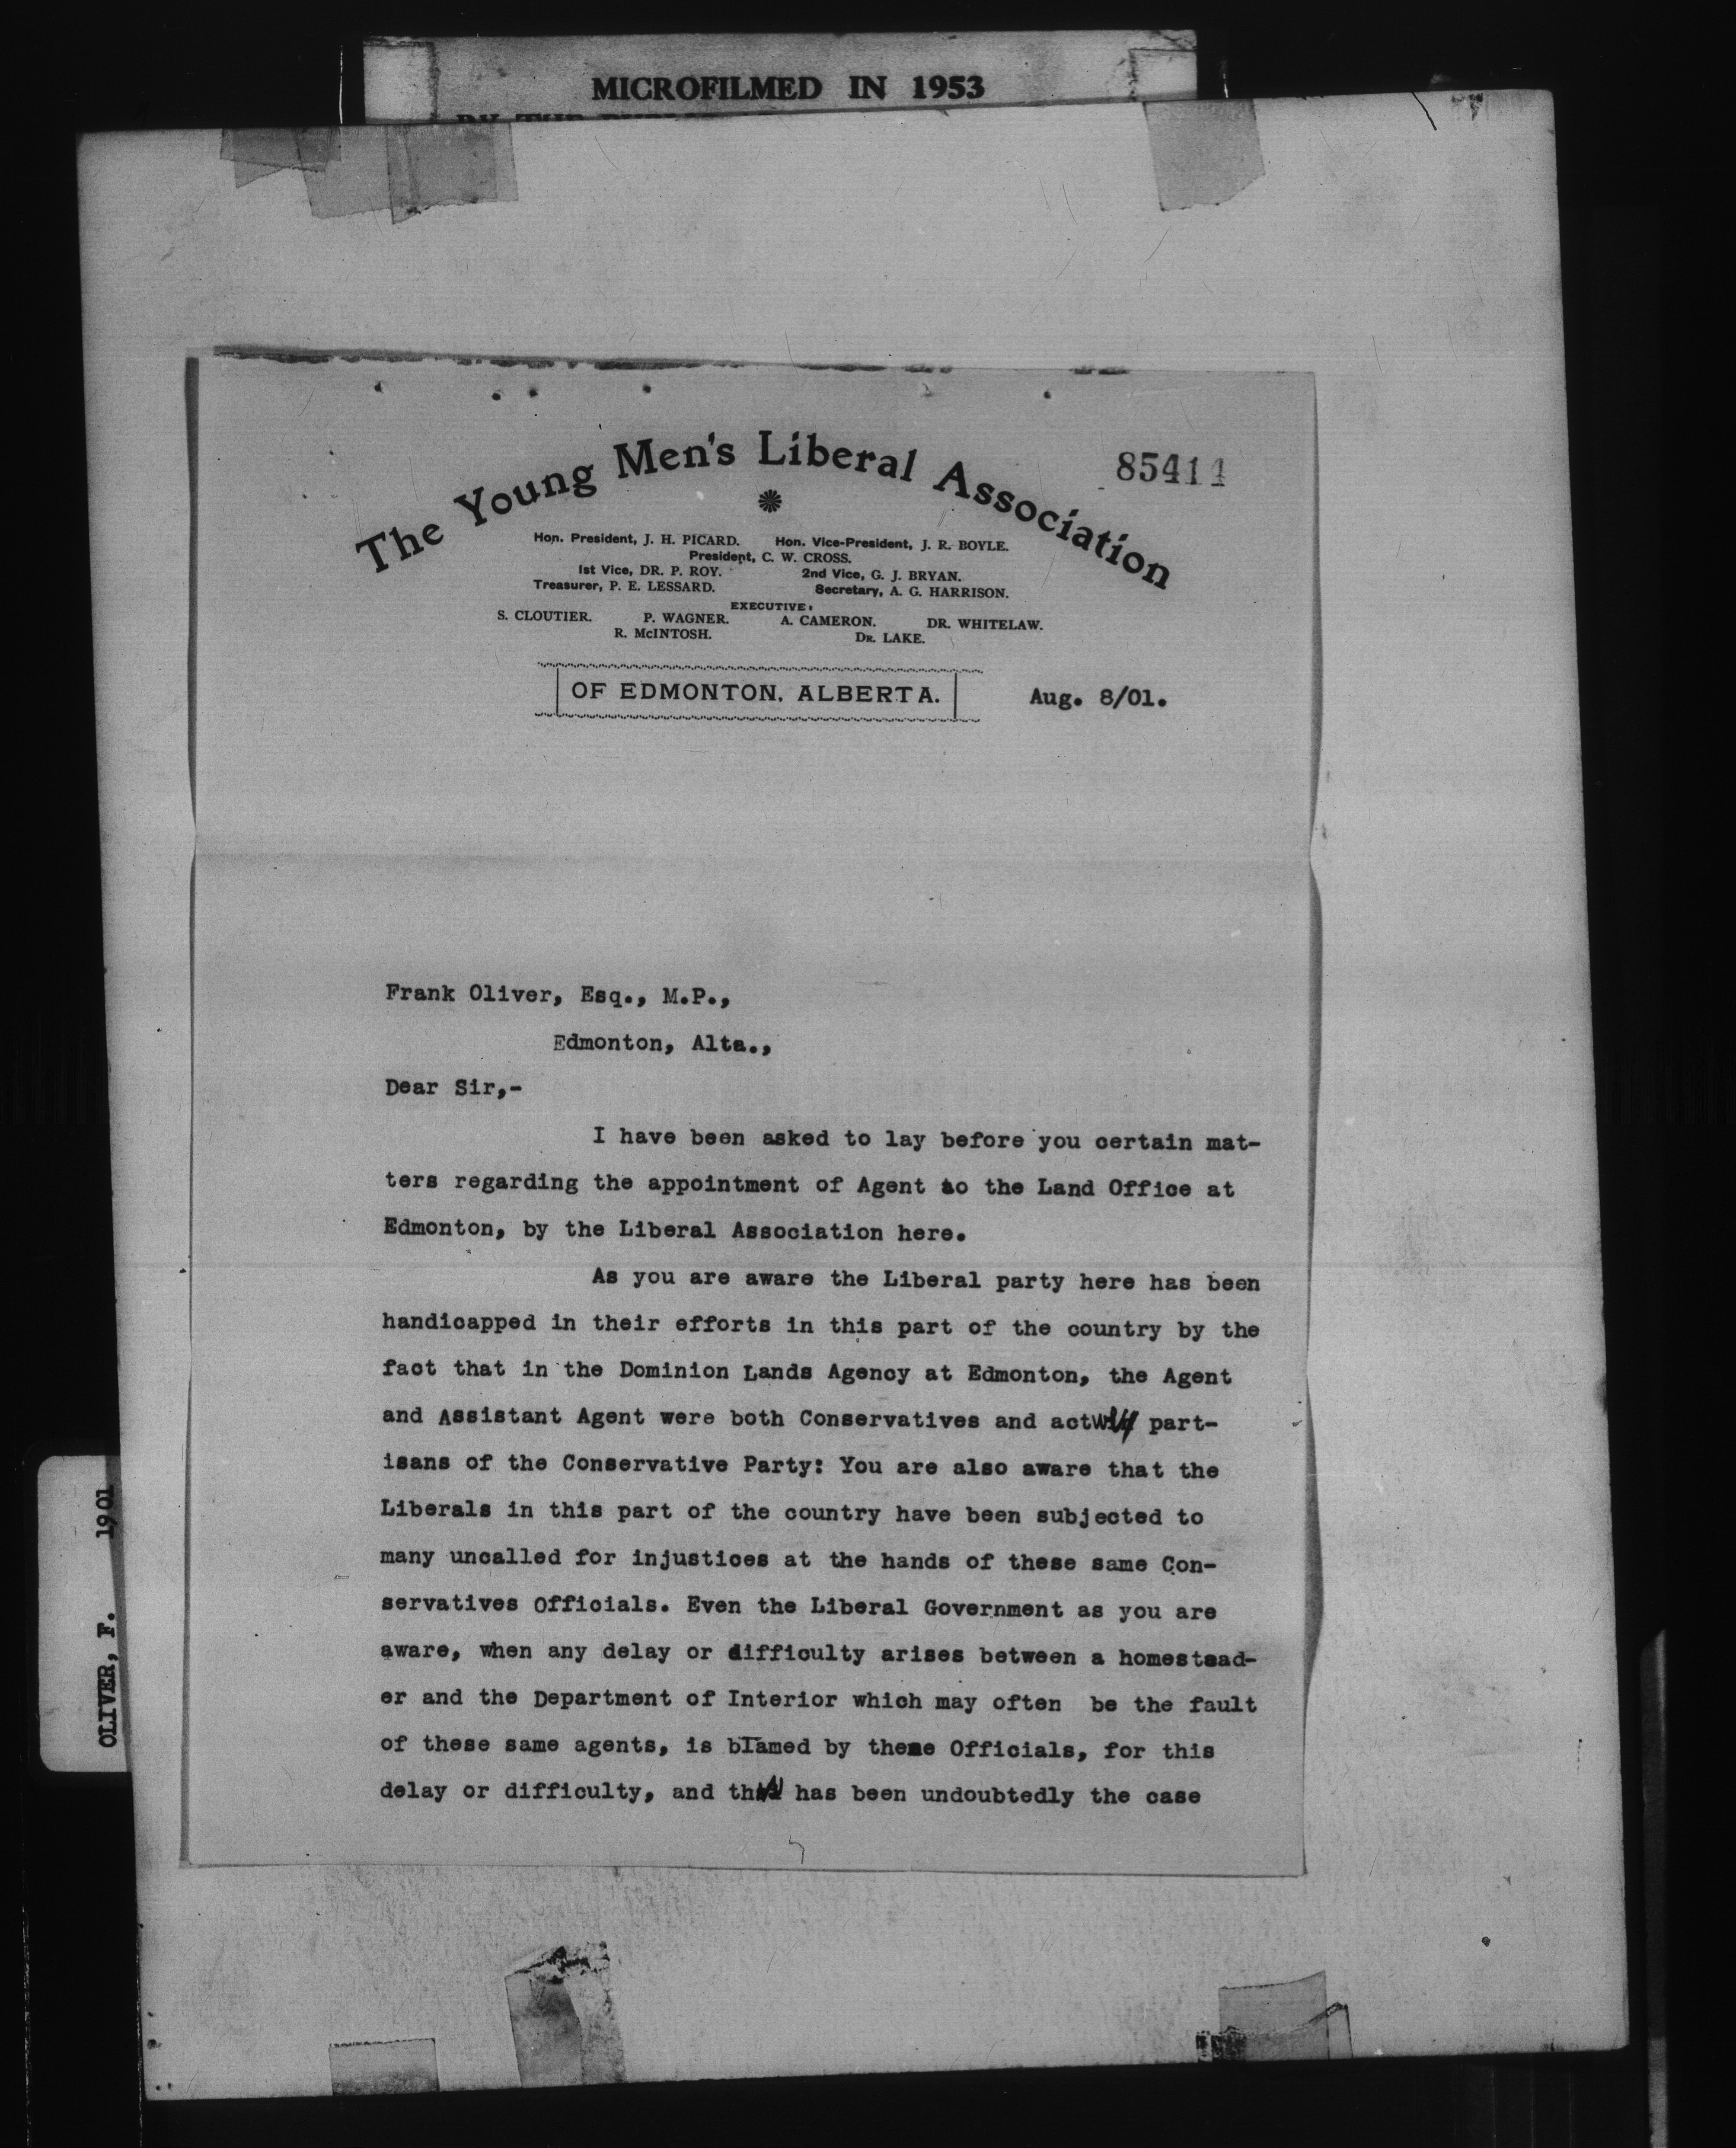 MICROFILMED IN 1953
The Young Men's Liberal Association
85414
Hon. President, J. H. PICARD. Hon. Vice-President, J. R. BOYLE.
President, C. W. CROSS.
1st Vice, DR. P. ROY. 2nd Vice, G. J. BRYAN.
Treasurer, P. E. LESSARD. Secretary, A. G. HARRISON.
EXECUTIVE:
S. CLOUTIER. P. WAGNER. A. CAMERON. DR. WHITELAW.
R. McINTOSH. DR. LAKE.
OF EDMONTON, ALBERTA. Aug. 8/01.
Frank Oliver, Esq., M.P.,
Edmonton, Alta.,
Dear Sir,-
I have been asked to lay before you certain mat-
ters regarding the appointment of Agent to the Land Office at
Edmonton, by the Liberal Association here.
As you are aware the Liberal party here has been
handicapped in their efforts in this part of the country by the
fact that in the Dominion Lands Agency at Edmonton, the Agent
and Assistant Agent were both Conservatives and part-
isans of the Conservative Party: You are also aware that the
Liberals in this part of the country have been subjected to
many uncalled for injustices at the hands of these same Con-
servatives Officials. Even the Liberal Government as you are
aware, when any delay or difficulty arises between a homestead-
er and the Department of Interior which may often be the fault
of these same agents, is blamed by these Officials, for this
delay or difficulty, and has been undoubtedly the case
OLIVER, F. 1901